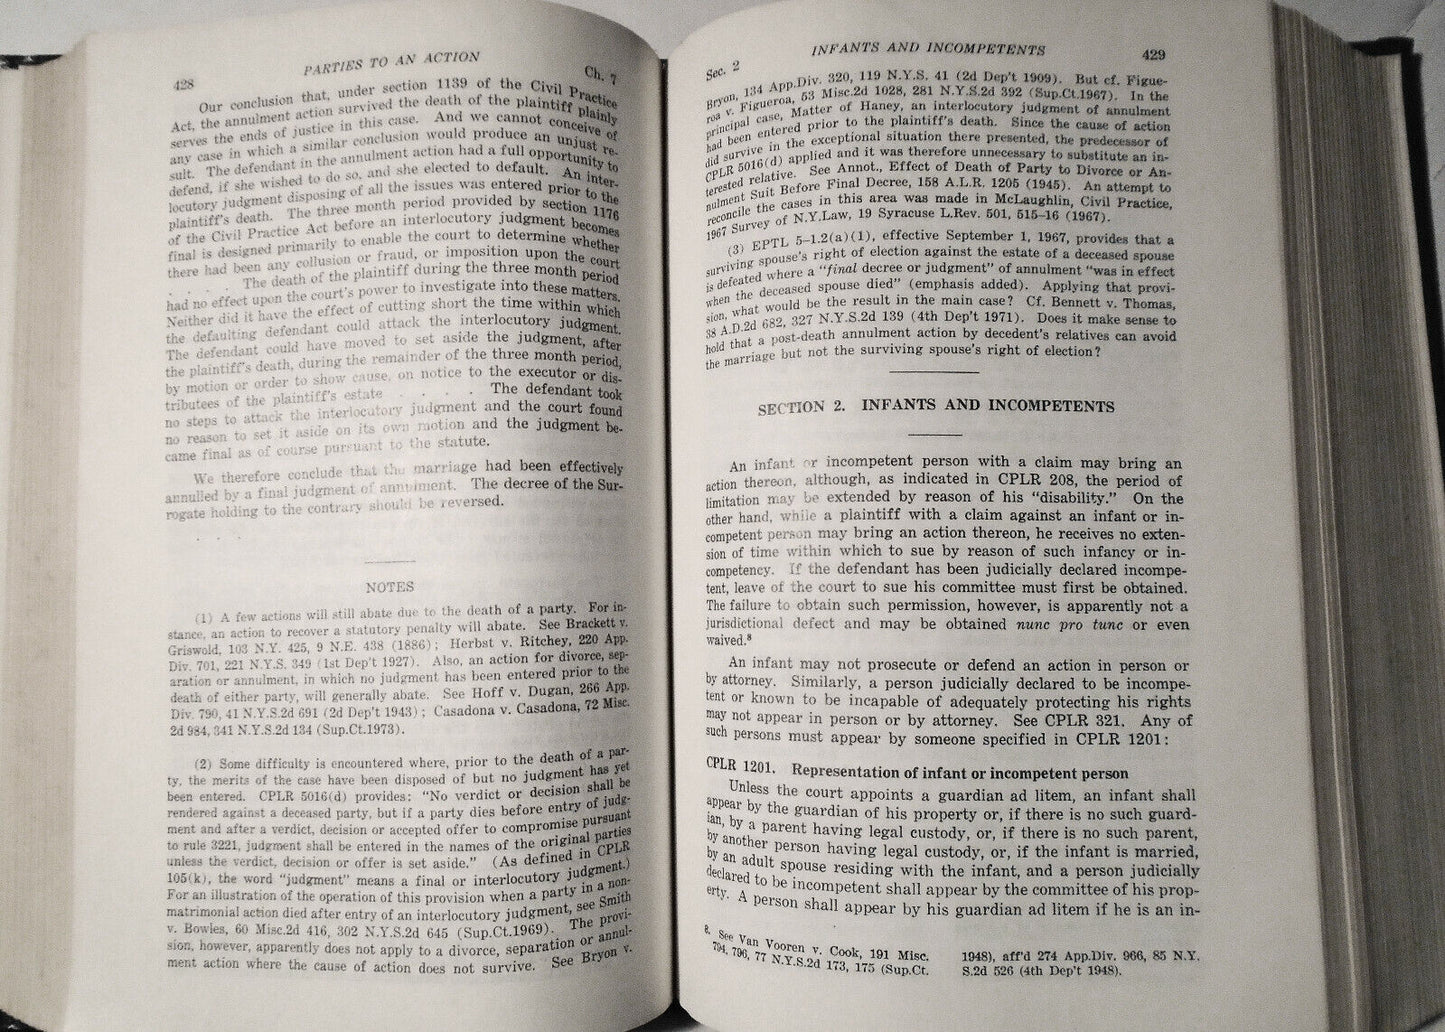 428 PARTIES TO AN ACTION Ch. 7
Our conclusion that, under section 1139 of the Civil Practice
Act, the annulment action survived the death of the plaintiff plainly
serves the ends of justice in this case. And we cannot conceive of
any case in which a similar conclusion would produce an unjust re-
sult. The defendant in the annulment action had a full opportunity to
defend, if she wished to do so, and she elected to default. An inter-
locutory judgment disposing of all the issues was entered prior to the
plaintiff's death. The three month period provided by section 1176
of the Civil Practice Act before an interlocutory judgment becomes
final is designed primarily to enable the court to determine whether
there had been any collusion or fraud, or imposition upon the court
. . . . The death of the plaintiff during the three month period
had no effect upon the court's power to investigate into these matters.
Neither did it have the effect of cutting short the time within which
the defaulting defendant could attack the interlocutory judgment.
The defendant could have moved to set aside the judgment, after
the plaintiff's death, during the remainder of the three month period,
by motion or order to show cause, on notice to the executor or dis-
tributees of the plaintiff's estate . . . . The defendant took
no steps to attack the interlocutory judgment and the court found
no reason to set it aside on its own motion and the judgment be-
came final as of course pursuant to the statute.
We therefore conclude that the marriage had been effectively
annulled by a final judgment of annulment. The decree of the Sur-
rogate holding to the contrary should be reversed.
. . .
NOTES
(1) A few actions will still abate due to the death of a party. For in-
stance, an action to recover a statutory penalty will abate. See Brackett v.
Griswold, 103 N.Y. 425, 9 N.E. 438 (1886); Herbst v. Ritchey, 220 App.
Div. 701, 221 N.Y.S. 349 (1st Dep't 1927). Also, an action for divorce, sep-
aration or annulment, in which no judgment has been entered prior to the
death of either party, will generally abate. See Hoff v. Dugan, 266 App.
Div. 790, 41 N.Y.S.2d 691 (2d Dep't 1943); Casadona v. Casadona, 72 Misc.
2d 984, 341 N.Y.S.2d 134 (Sup.Ct.1973).
(2) Some difficulty is encountered where, prior to the death of a par-
ty, the merits of the case have been disposed of but no judgment has yet
been entered. CPLR 5016(d) provides: "No verdict or decision shall be
rendered against a deceased party, but if a party dies before entry of judg-
ment and after a verdict, decision or accepted offer to compromise pursuant
to rule 3221, judgment shall be entered in the names of the original parties
unless the verdict, decision or offer is set aside." (As defined in CPLR
105(k), the word "judgment" means a final or interlocutory judgment.)
For an illustration of the operation of this provision when a party in a non-
matrimonial action died after entry of an interlocutory judgment, see Smith
v. Bowles, 60 Misc.2d 416, 302 N.Y.S.2d 645 (Sup.Ct.1969). The provi-
sion, however, apparently does not apply to a divorce, separation or annul-
ment action where the cause of action does not survive. See Bryon v.
Sec. 2 INFANTS AND INCOMPETENTS 429
Bryon, 134 App.Div. 320, 119 N.Y.S. 41 (2d Dep't 1909). But cf. Figue-
roa v. Figueroa, 53 Misc.2d 1028, 281 N.Y.S.2d 392 (Sup.Ct.1967). In the
principal case, Matter of Haney, an interlocutory judgment of annulment
had been entered prior to the plaintiff's death. Since the cause of action
did survive in the exceptional situation there presented, the predecessor of
CPLR 5016(d) applied and it was therefore unnecessary to substitute an in-
terested relative. See Annot., Effect of Death of Party to Divorce or An-
nulment Suit Before Final Decree, 158 A.L.R. 1205 (1945). An attempt to
reconcile the cases in this area was made in McLaughlin, Civil Practice,
1967 Survey of N.Y.Law, 19 Syracuse L.Rev. 501, 515–16 (1967).
(3) EPTL 5–1.2(a)(1), effective September 1, 1967, provides that a
surviving spouse's right of election against the estate of a deceased spouse
is defeated where a "final decree or judgment" of annulment "was in effect
when the deceased spouse died" (emphasis added). Applying that provi-
sion, what would be the result in the main case? Cf. Bennett v. Thomas,
38 A.D.2d 682, 327 N.Y.S.2d 139 (4th Dep't 1971). Does it make sense to
hold that a post-death annulment action by decedent's relatives can avoid
the marriage but not the surviving spouse's right of election?
SECTION 2. INFANTS AND INCOMPETENTS
An infant or incompetent person with a claim may bring an
action thereon, although, as indicated in CPLR 208, the period of
limitation may be extended by reason of his "disability." On the
other hand, while a plaintiff with a claim against an infant or in-
competent person may bring an action thereon, he receives no exten-
sion of time within which to sue by reason of such infancy or in-
competency. If the defendant has been judicially declared incompe-
tent, leave of the court to sue his committee must first be obtained.
The failure to obtain such permission, however, is apparently not a
jurisdictional defect and may be obtained nunc pro tunc or even
waived.8
An infant may not prosecute or defend an action in person or
by attorney. Similarly, a person judicially declared to be incompe-
tent or known to be incapable of adequately protecting his rights
may not appear in person or by attorney. See CPLR 321. Any of
such persons must appear by someone specified in CPLR 1201:
CPLR 1201. Representation of infant or incompetent person
Unless the court appoints a guardian ad litem, an infant shall
appear by the guardian of his property or, if there is no such guard-
ian, by a parent having legal custody, or, if there is no such parent,
by another person having legal custody, or, if the infant is married,
by an adult spouse residing with the infant, and a person judicially
declared to be incompetent shall appear by the committee of his prop-
erty. A person shall appear by his guardian ad litem if he is an in-
8. See Van Vooren v. Cook, 191 Misc.
794, 796, 77 N.Y.S.2d 173, 175 (Sup.Ct.
1948), aff'd 274 App.Div. 966, 85 N.Y.
S.2d 526 (4th Dep't 1948).